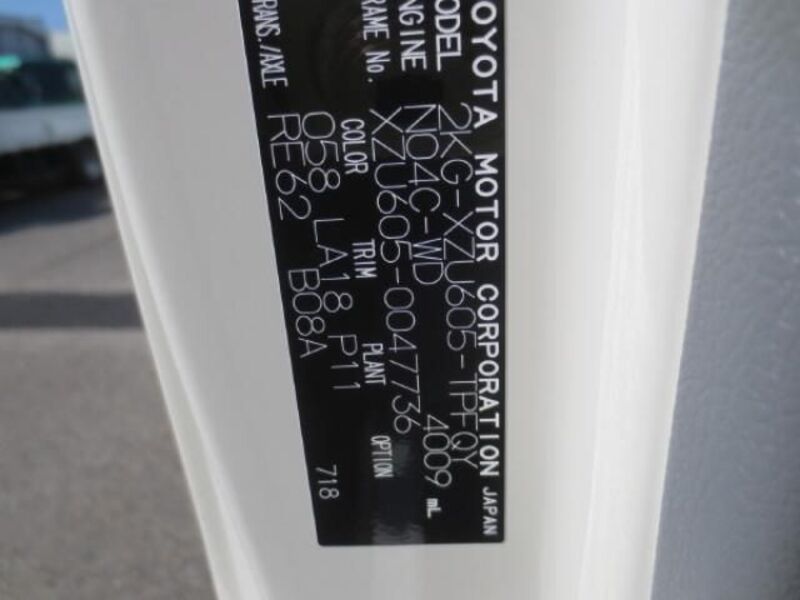 TOYOTA MOTOR CORPORATION JAPAN
MODEL 2KG-XZU605-TPFQY
ENGINE N04C-WD 4009 mL
FRAME No. XZU605-0047736
COLOR TRIM PLANT OPTION
058 LA18 P11
TRANS./AXLE RE62 B08A
718